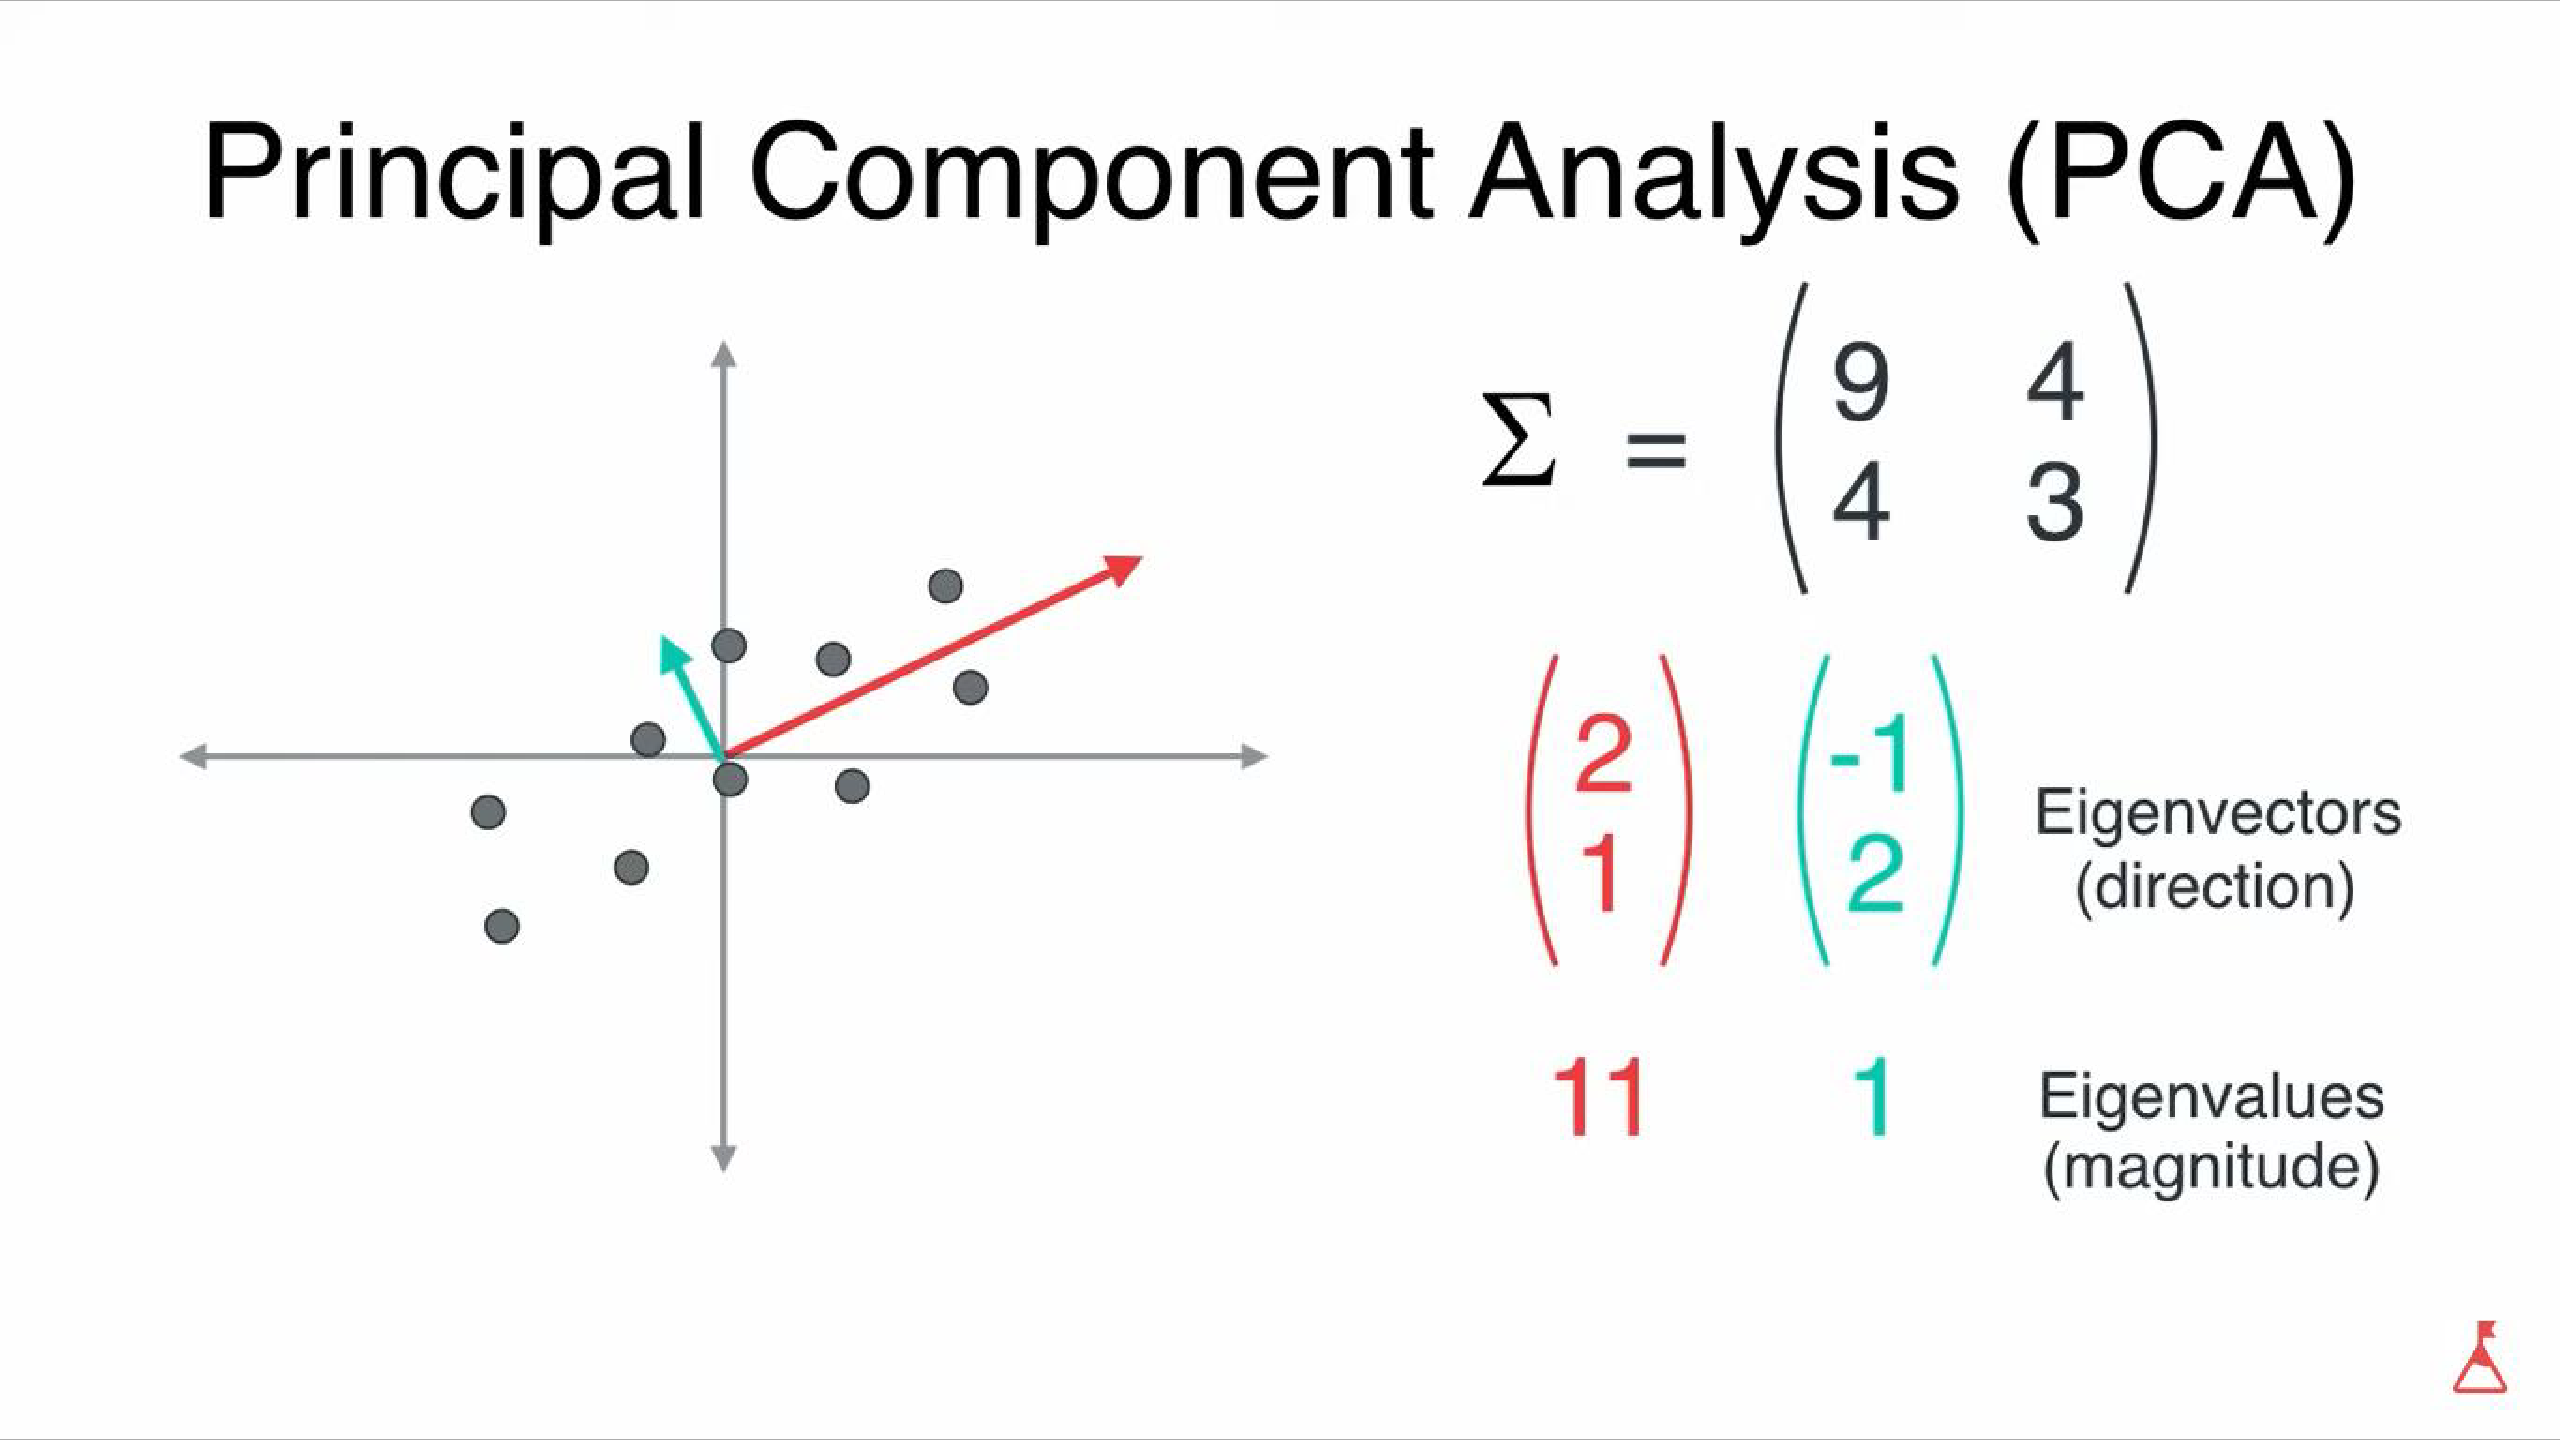 Principal Component Analysis (PCA)
Σ = 
9 4
4 3
2 -1
1 2
Eigenvectors
(direction)
11 1
Eigenvalues
(magnitude)